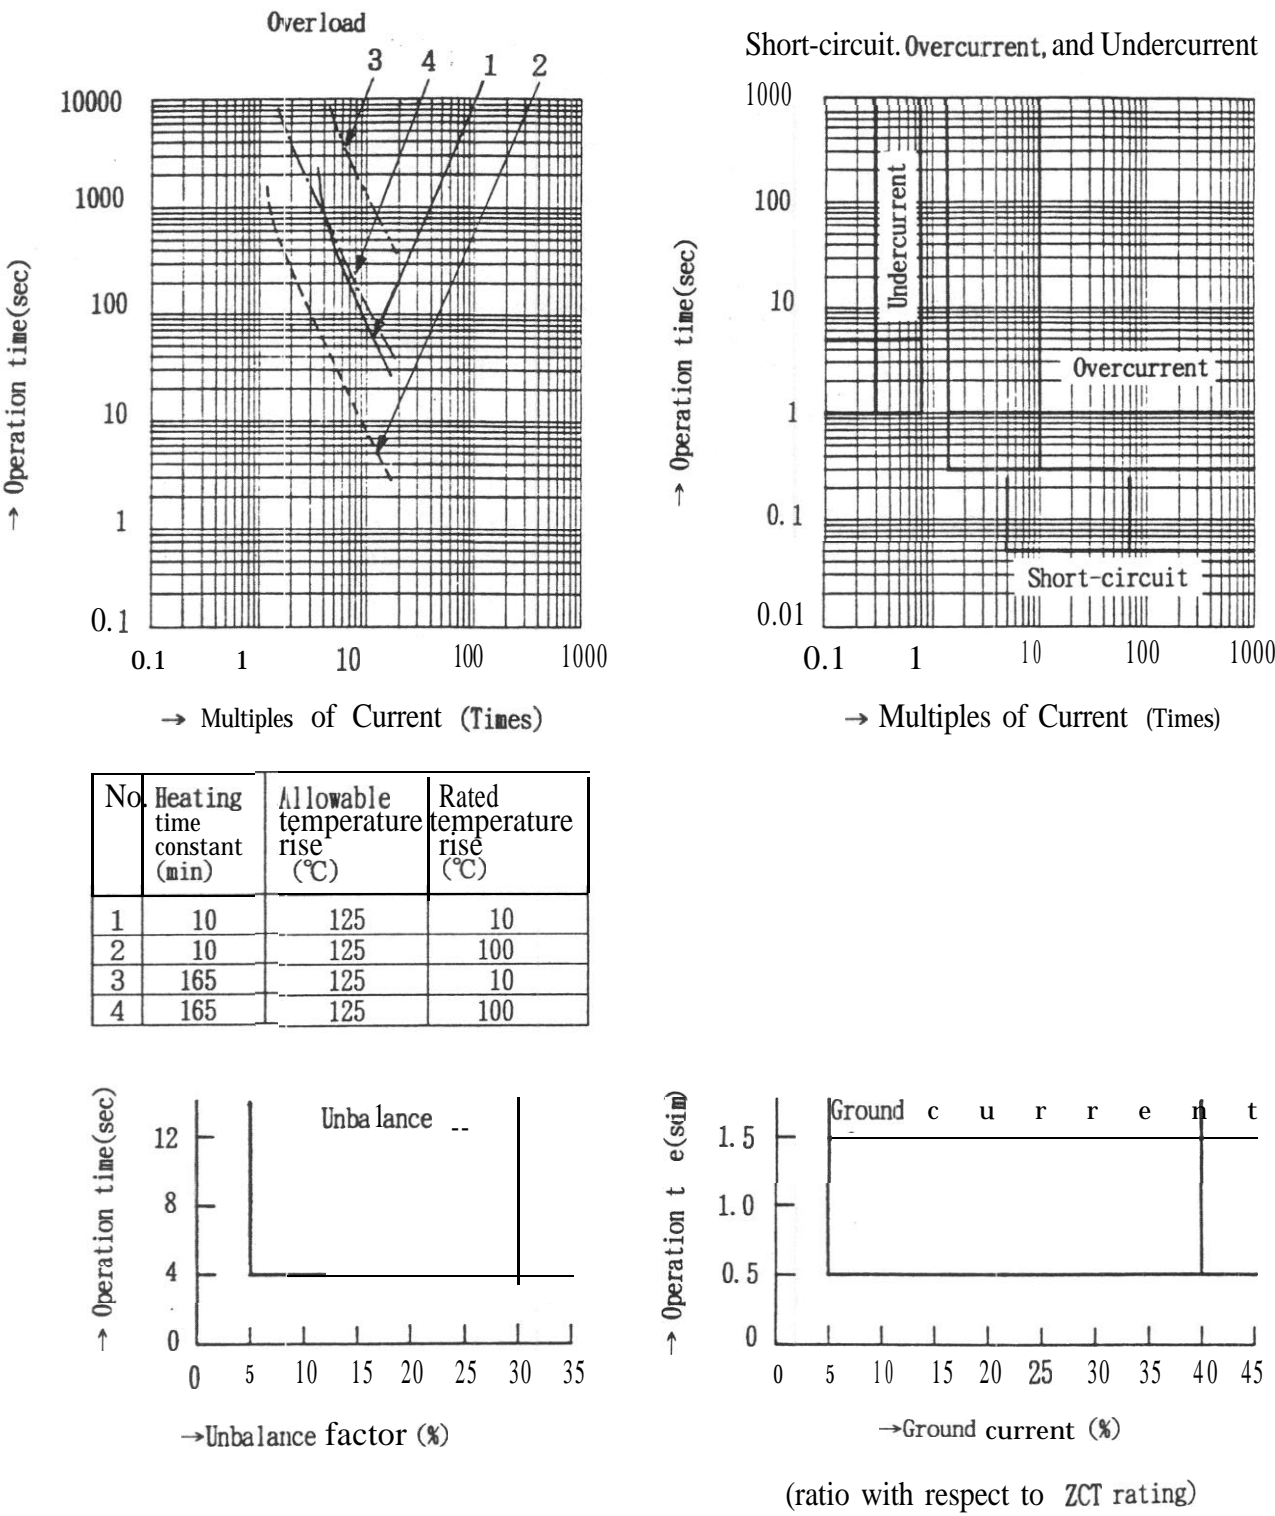 Overload
3 4 1 2
10000
1000
100
10
1
0.1
→ Operation time(sec)
0.1 1 10 100 1000
→ Multiples of Current (Times)
Short-circuit. Overcurrent, and Undercurrent
1000
100
10
1
0.1
0.01
→ Operation time(sec)
Undercurrent
Overcurrent
Short-circuit
0.1 1 10 100 1000
→ Multiples of Current (Times)
No. Heating time constant (min) Allowable temperature rise (℃) Rated temperature rise (℃)
1 10 125 10
2 10 125 100
3 165 125 10
4 165 125 100
Unbalance --
→ Operation time(sec)
12
8
4
0
0 5 10 15 20 25 30 35
→Unbalance factor (%)
Ground current
1.5
1.0
0.5
0
0 5 10 15 20 25 30 35 40 45
→Ground current (%)
(ratio with respect to ZCT rating)